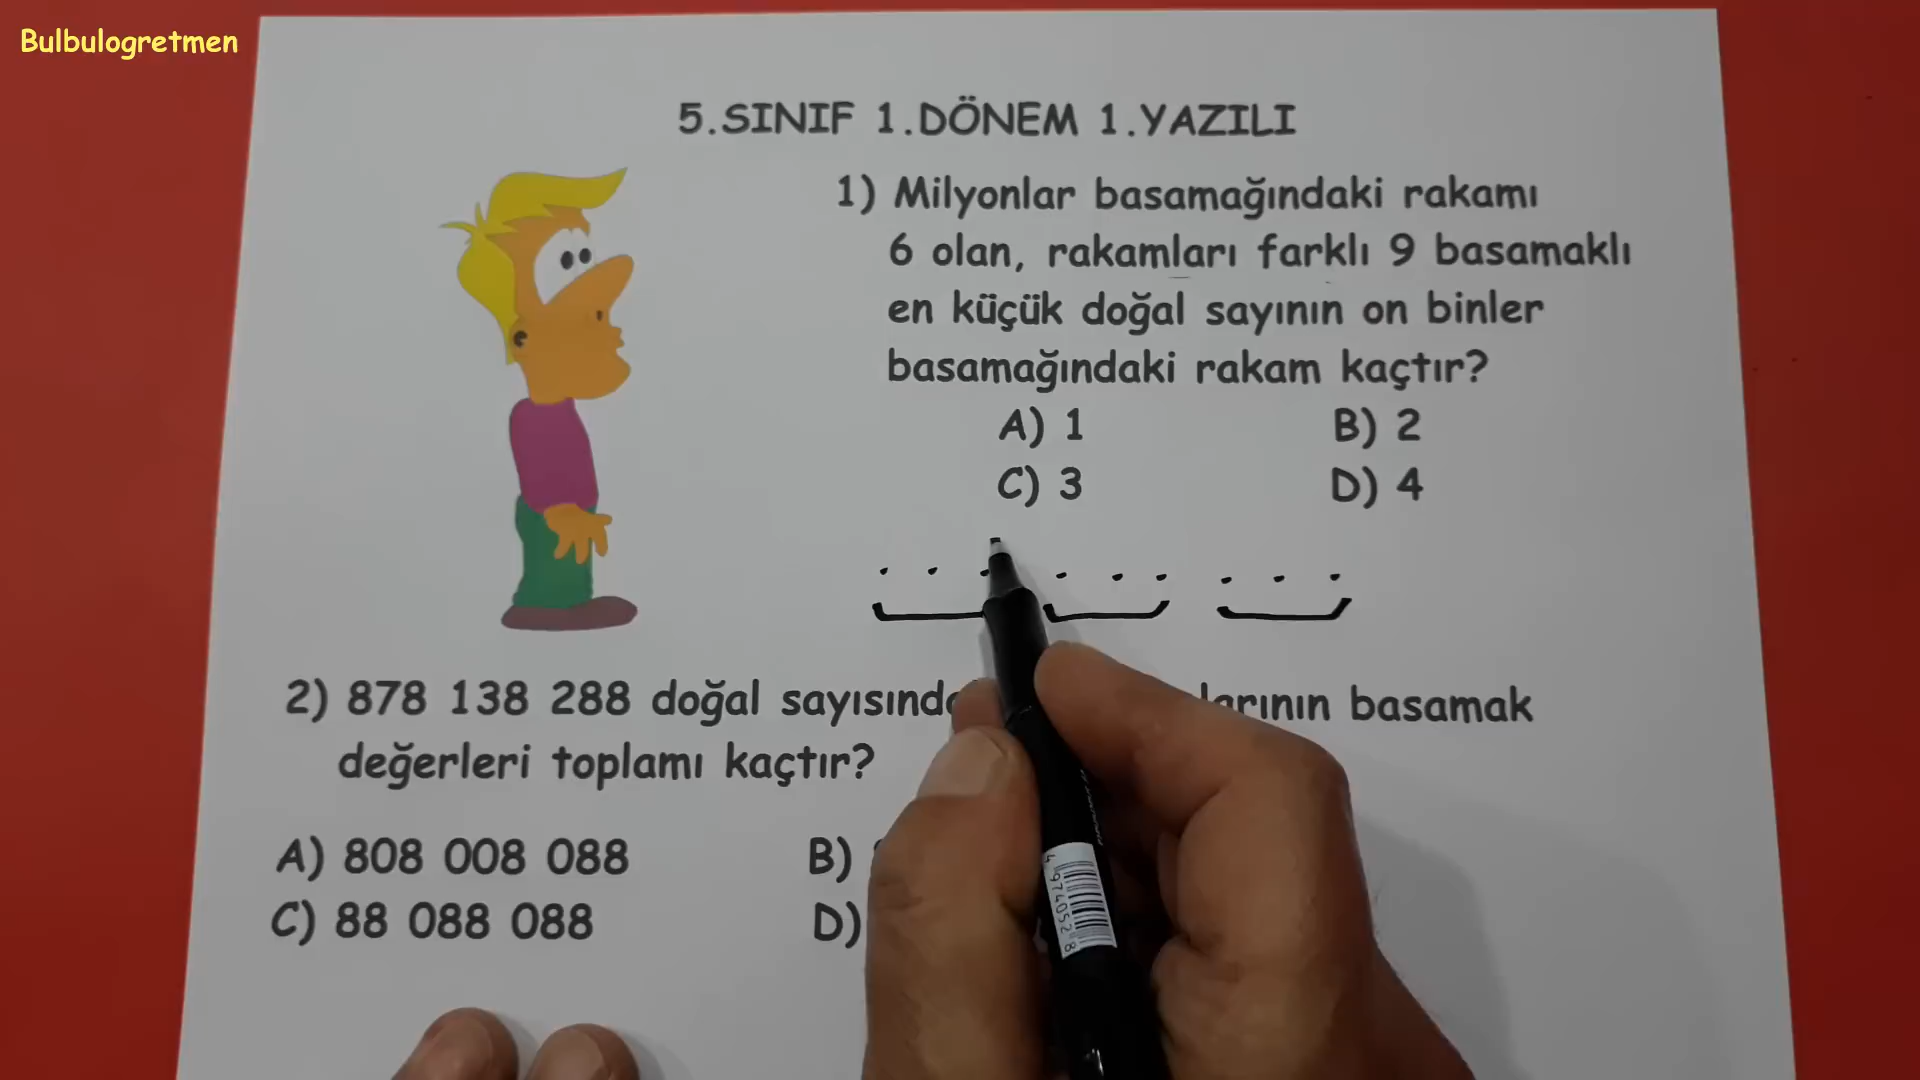 Bulbulogretmen
5.SINIF 1.DÖNEM 1.YAZILI
1) Milyonlar basamağındaki rakamı
6 olan, rakamları farklı 9 basamaklı
en küçük doğal sayının on binler
basamağındaki rakam kaçtır?
A) 1 B) 2
C) 3 D) 4
2) 878 138 288 doğal basamak
değerleri toplamı kaçtır?
A) 808 008 088 B)
C) 88 088 088 D)